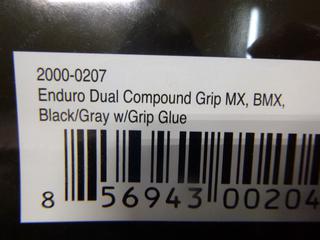 2000-0207
Enduro Dual Compound Grip MX, BMX,
Black/Gray w/Grip Glue
8 56943 00204